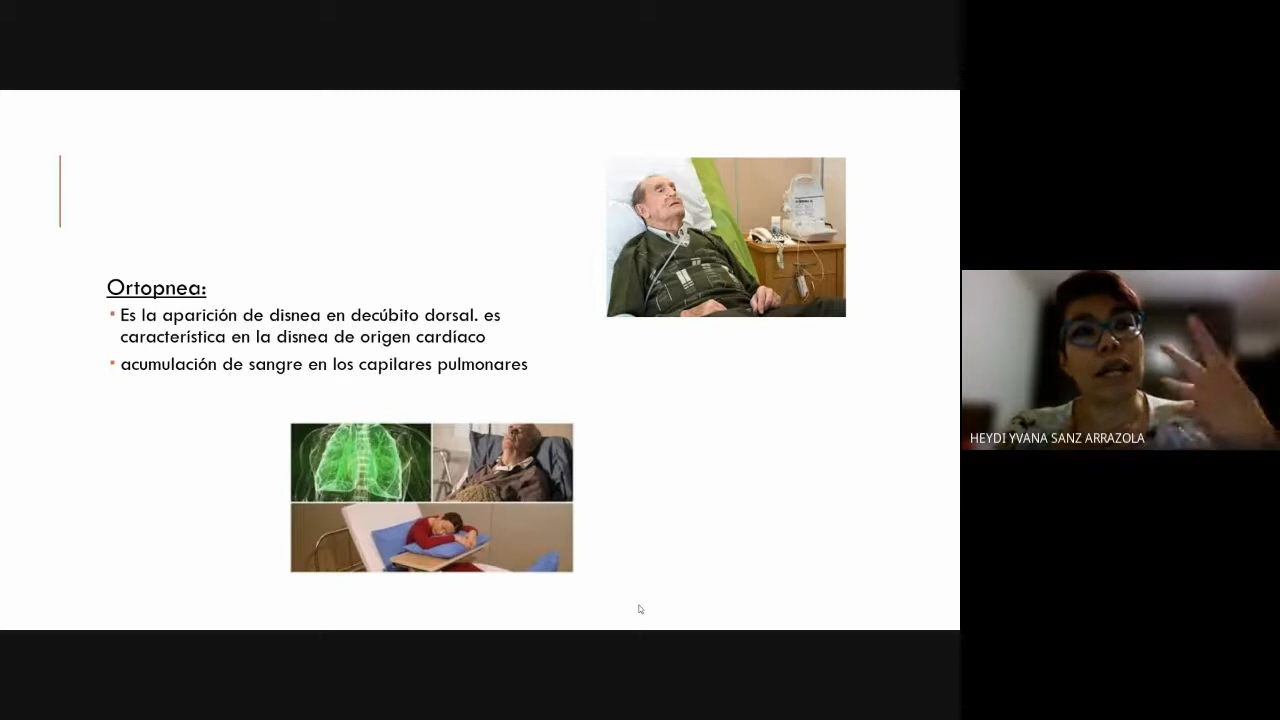 Ortopnea:
Es la aparición de disnea en decúbito dorsal. es
característica en la disnea de origen cardíaco
acumulación de sangre en los capilares pulmonares
HEYDI YVANA SANZ ARRAZOLA